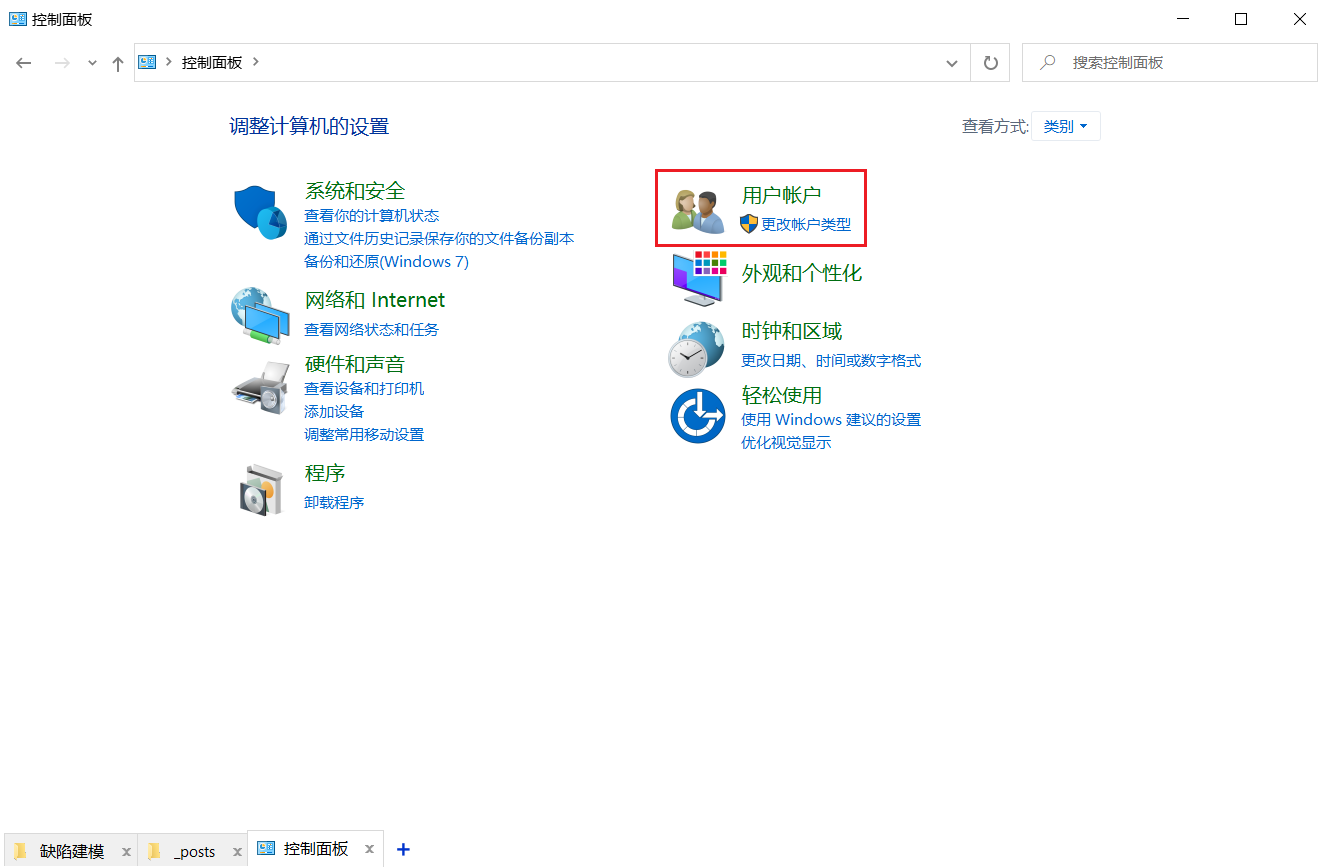 控制面板
控制面板
搜索控制面板
调整计算机的设置
查看方式: 类别
系统和安全
查看你的计算机状态
通过文件历史记录保存你的文件备份副本
备份和还原(Windows 7)
网络和 Internet
查看网络状态和任务
硬件和声音
查看设备和打印机
添加设备
调整常用移动设置
程序
卸载程序
用户帐户
更改帐户类型
外观和个性化
时钟和区域
更改日期、时间或数字格式
轻松使用
使用 Windows 建议的设置
优化视觉显示
缺陷建模 x _posts x 控制面板 x +